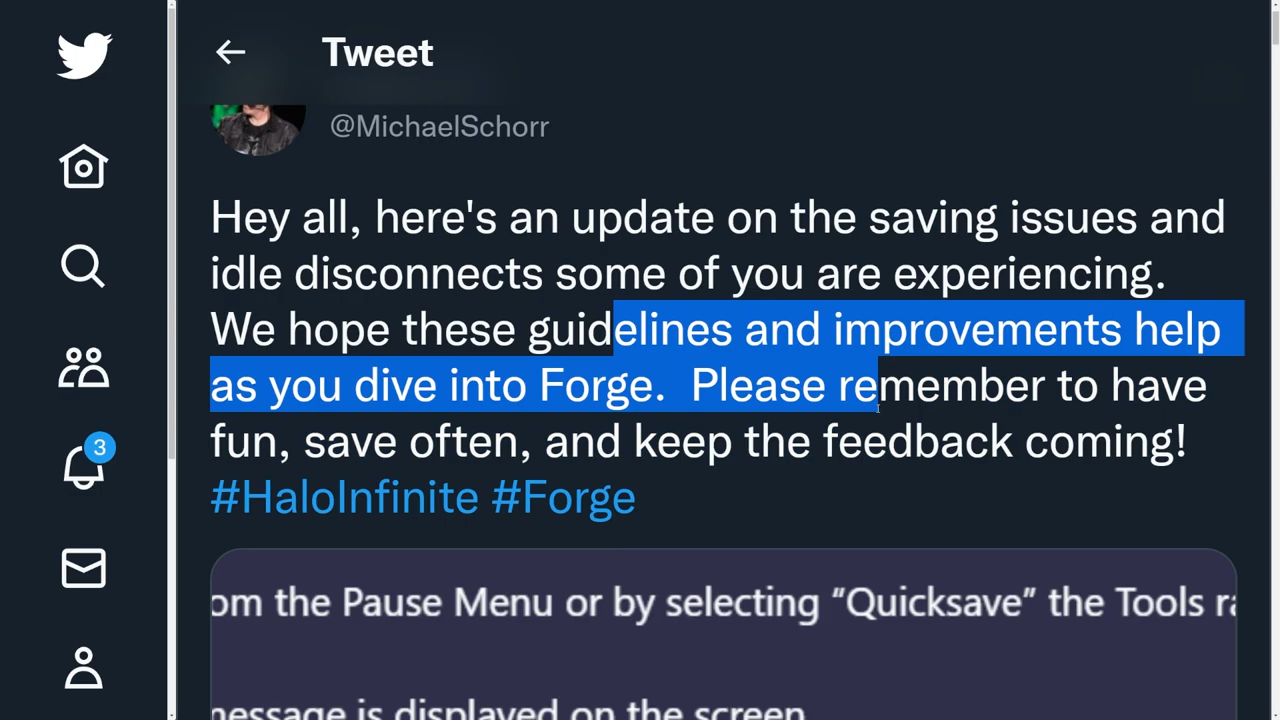 Tweet
@MichaelSchorr
Hey all, here's an update on the saving issues and
idle disconnects some of you are experiencing.
We hope these guidelines and improvements help
as you dive into Forge.  Please remember to have
fun, save often, and keep the feedback coming!
#HaloInfinite #Forge
3
om the Pause Menu or by selecting “Quicksave” the Tools ra
message is displayed on the screen